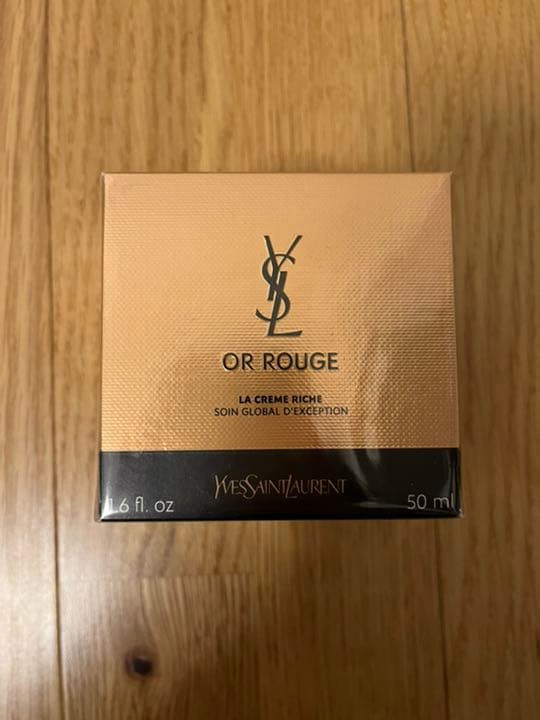 YSL
OR ROUGE
LA CREME RICHE
SOIN GLOBAL D'EXCEPTION
YVESSAINTLAURENT
1.6 fl. oz
50 ml